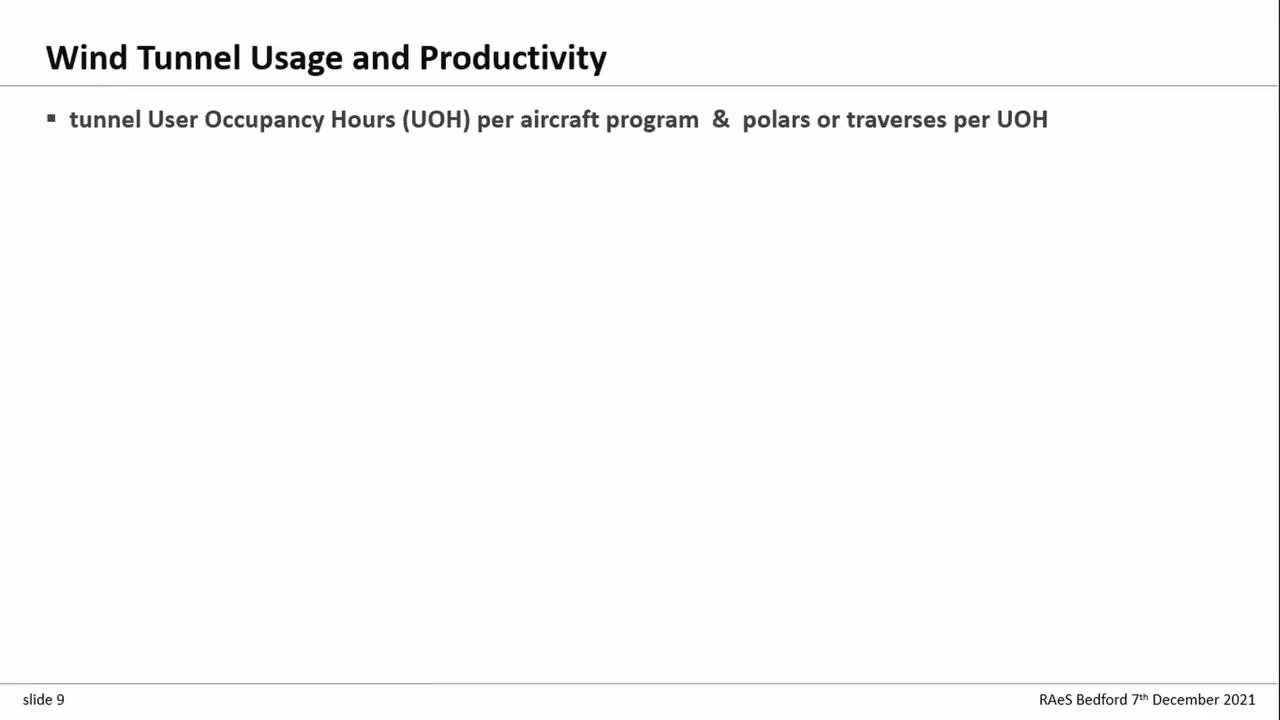 Wind Tunnel Usage and Productivity
▪ tunnel User Occupancy Hours (UOH) per aircraft program & polars or traverses per UOH
slide 9
RAeS Bedford 7th December 2021